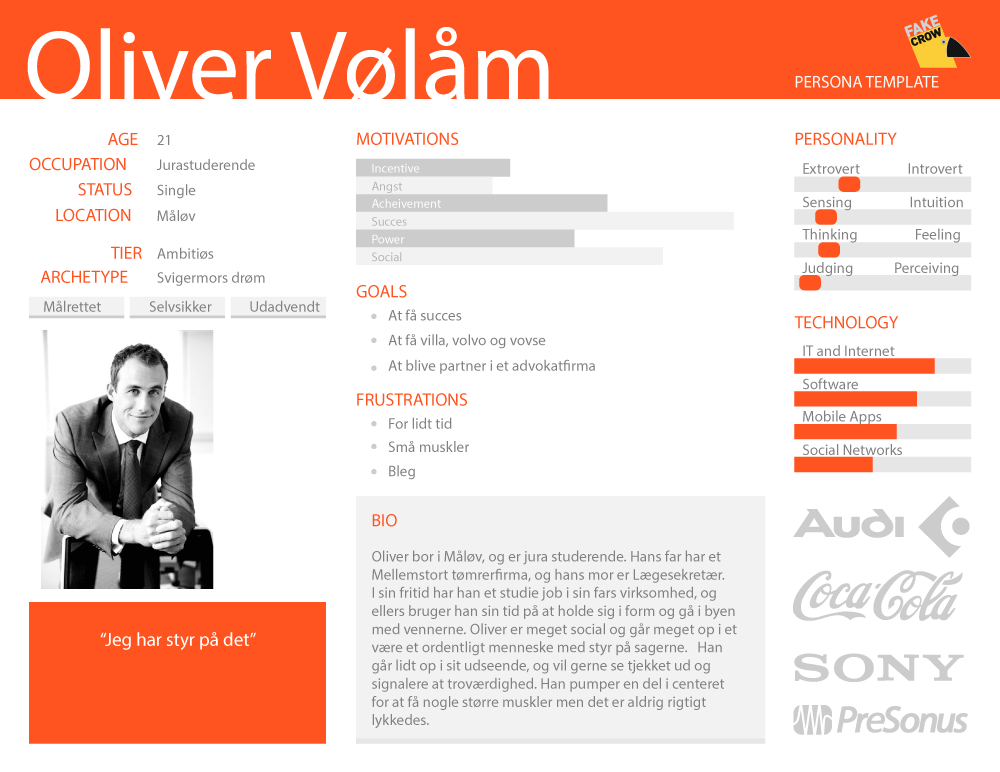 Oliver Vølåm
FAKE
CROW
PERSONA TEMPLATE
AGE 21
OCCUPATION Jurastuderende
STATUS Single
LOCATION Måløv
TIER Ambitiøs
ARCHETYPE Svigermors drøm
Målrettet Selvsikker Udadvendt
“Jeg har styr på det”
MOTIVATIONS
Incentive
Angst
Acheivement
Succes
Power
Social
GOALS
At få succes
At få villa, volvo og vovse
At blive partner i et advokatfirma
FRUSTRATIONS
For lidt tid
Små muskler
Bleg
BIO
Oliver bor i Måløv, og er jura studerende. Hans far har et
Mellemstort tømrerfirma, og hans mor er Lægesekretær.
I sin fritid har han et studie job i sin fars virksomhed, og
ellers bruger han sin tid på at holde sig i form og gå i byen
med vennerne. Oliver er meget social og går meget op i et
være et ordentligt menneske med styr på sagerne. Han
går lidt op i sit udseende, og vil gerne se tjekket ud og
signalere at troværdighed. Han pumper en del i centeret
for at få nogle større muskler men det er aldrig rigtigt
lykkedes.
PERSONALITY
Extrovert Introvert
Sensing Intuition
Thinking Feeling
Judging Perceiving
TECHNOLOGY
IT and Internet
Software
Mobile Apps
Social Networks
Audi
Coca-Cola
SONY
PreSonus